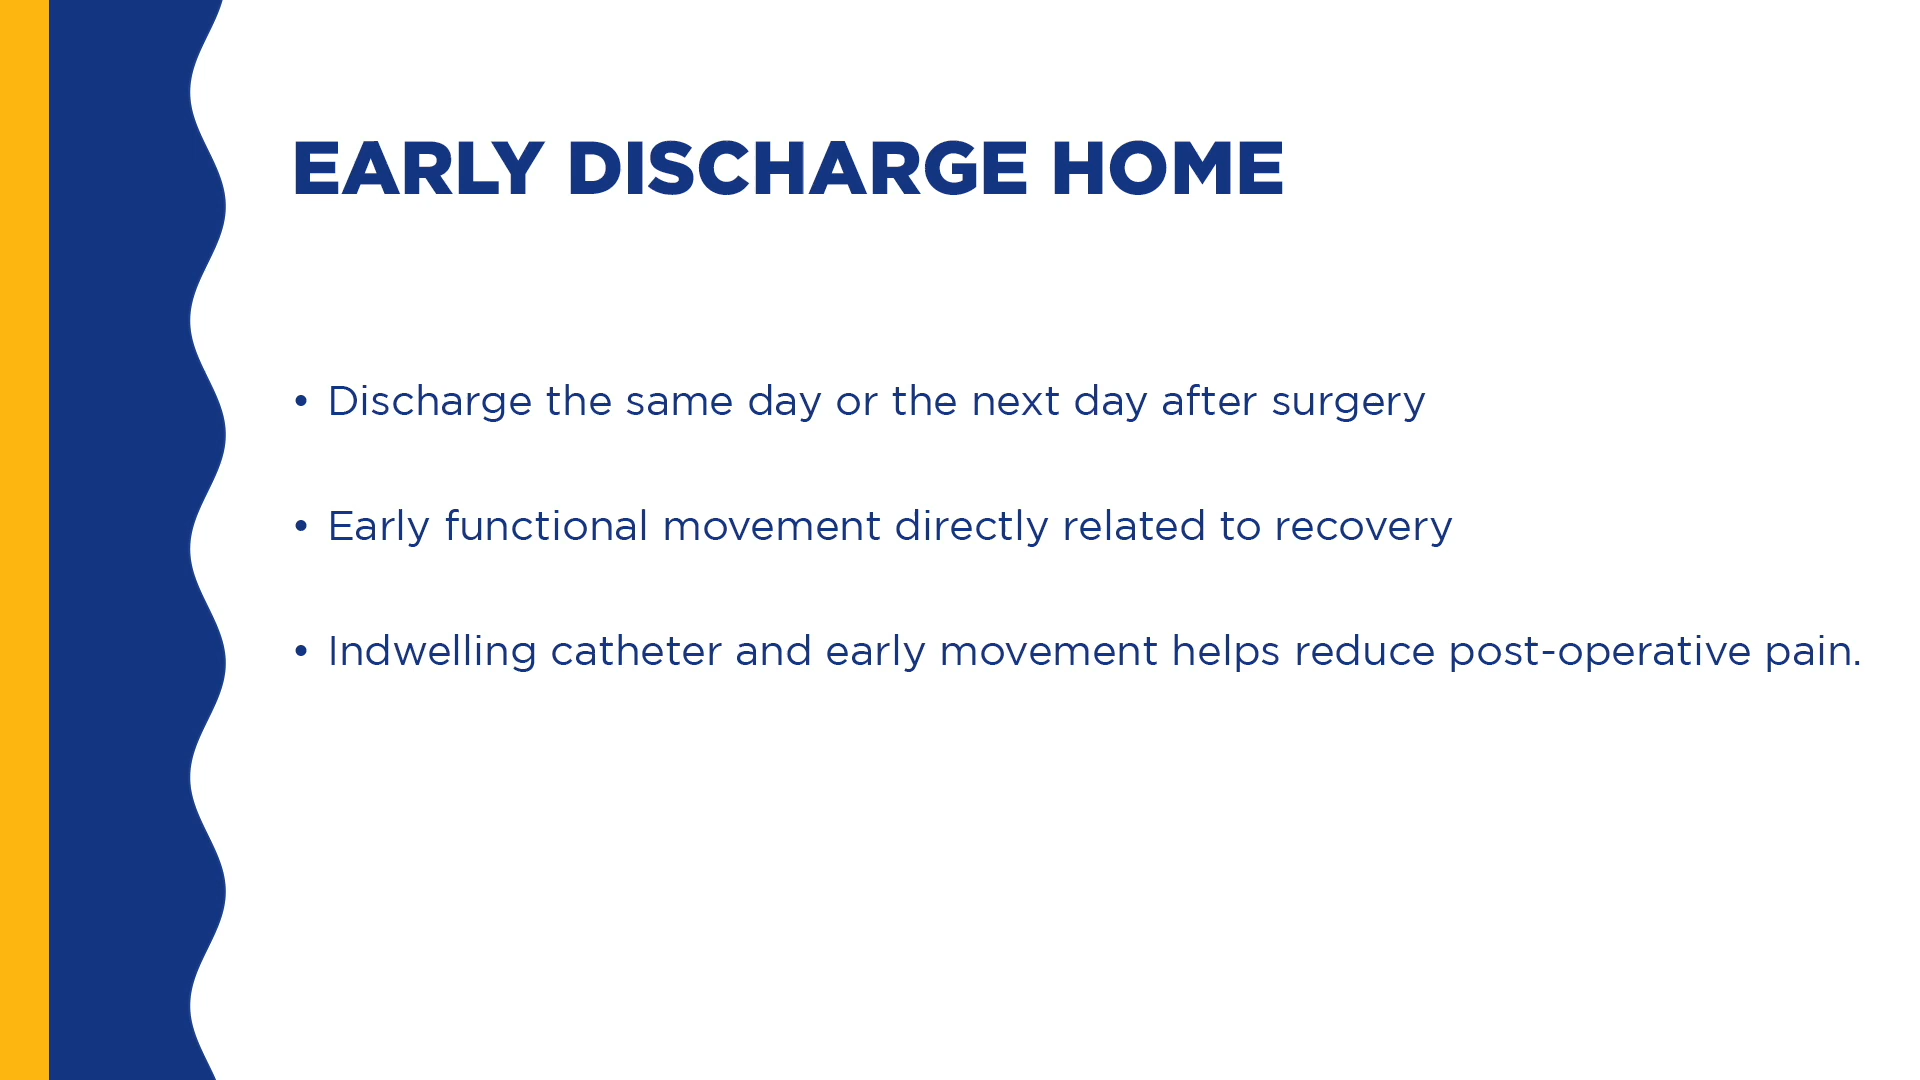 EARLY DISCHARGE HOME
• Discharge the same day or the next day after surgery
• Early functional movement directly related to recovery
• Indwelling catheter and early movement helps reduce post-operative pain.